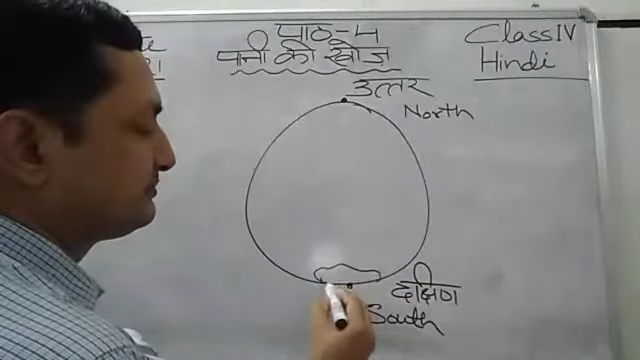 पाठ-4
पानी की खोज
Class IV
Hindi
उत्तर
North
दक्षिण
South